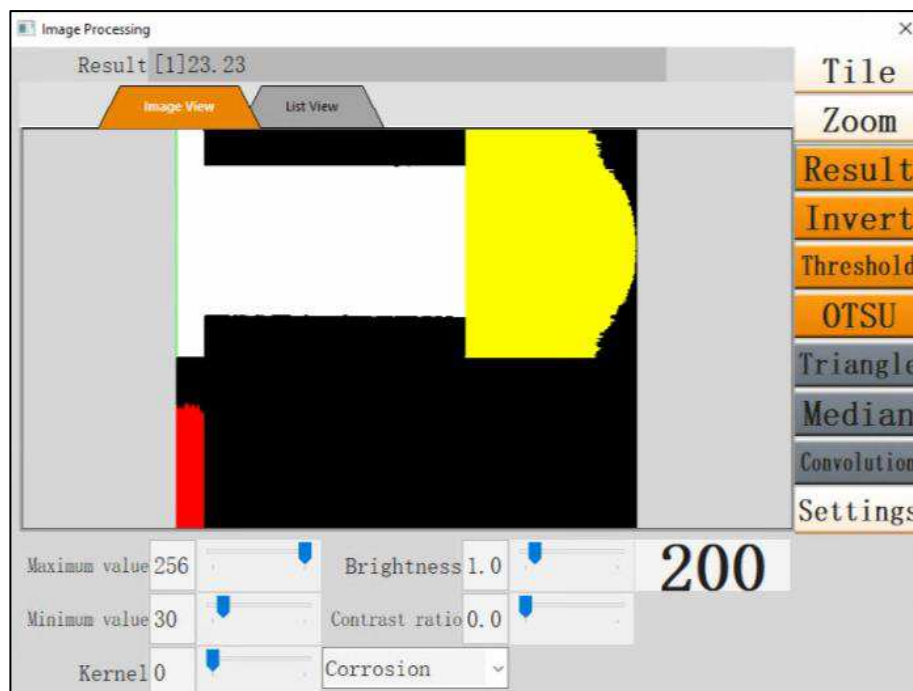 Image Processing
Result [1]23.23
Image View List View
Tile
Zoom
Result
Invert
Threshold
OTSU
Triangle
Median
Convolution
Settings
Maximum value 256 Brightness 1.0 200
Minimum value 30 Contrast ratio 0.0
Kernel 0 Corrosion